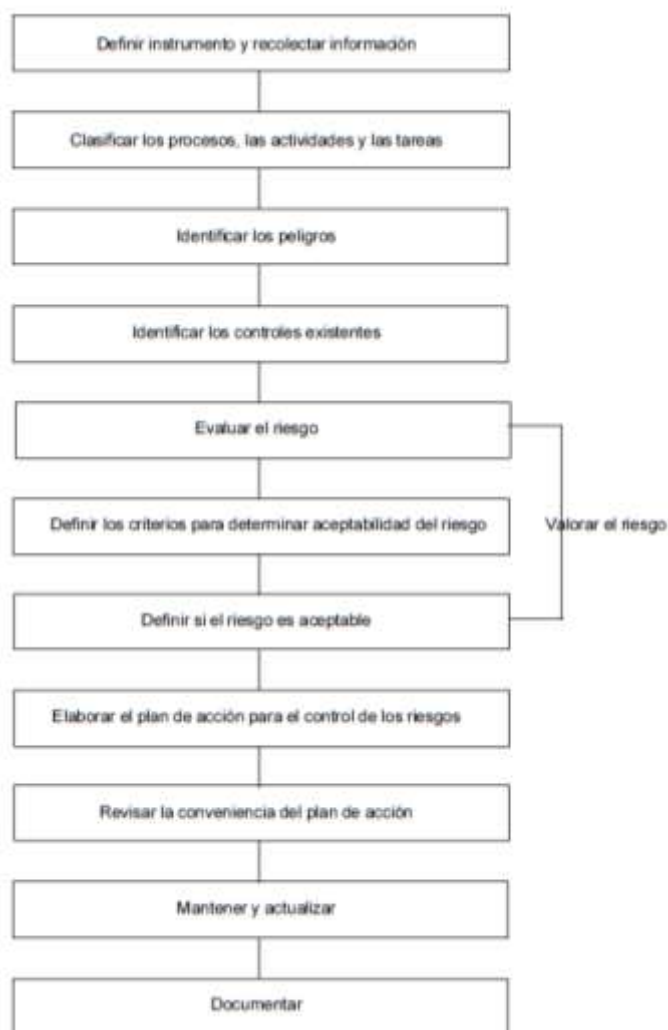 Definir instrumento y recolectar información
Clasificar los procesos, las actividades y las tareas
Identificar los peligros
Identificar los controles existentes
Evaluar el riesgo
Definir los criterios para determinar aceptabilidad del riesgo
Valorar el riesgo
Definir si el riesgo es aceptable
Elaborar el plan de acción para el control de los riesgos
Revisar la conveniencia del plan de acción
Mantener y actualizar
Documentar